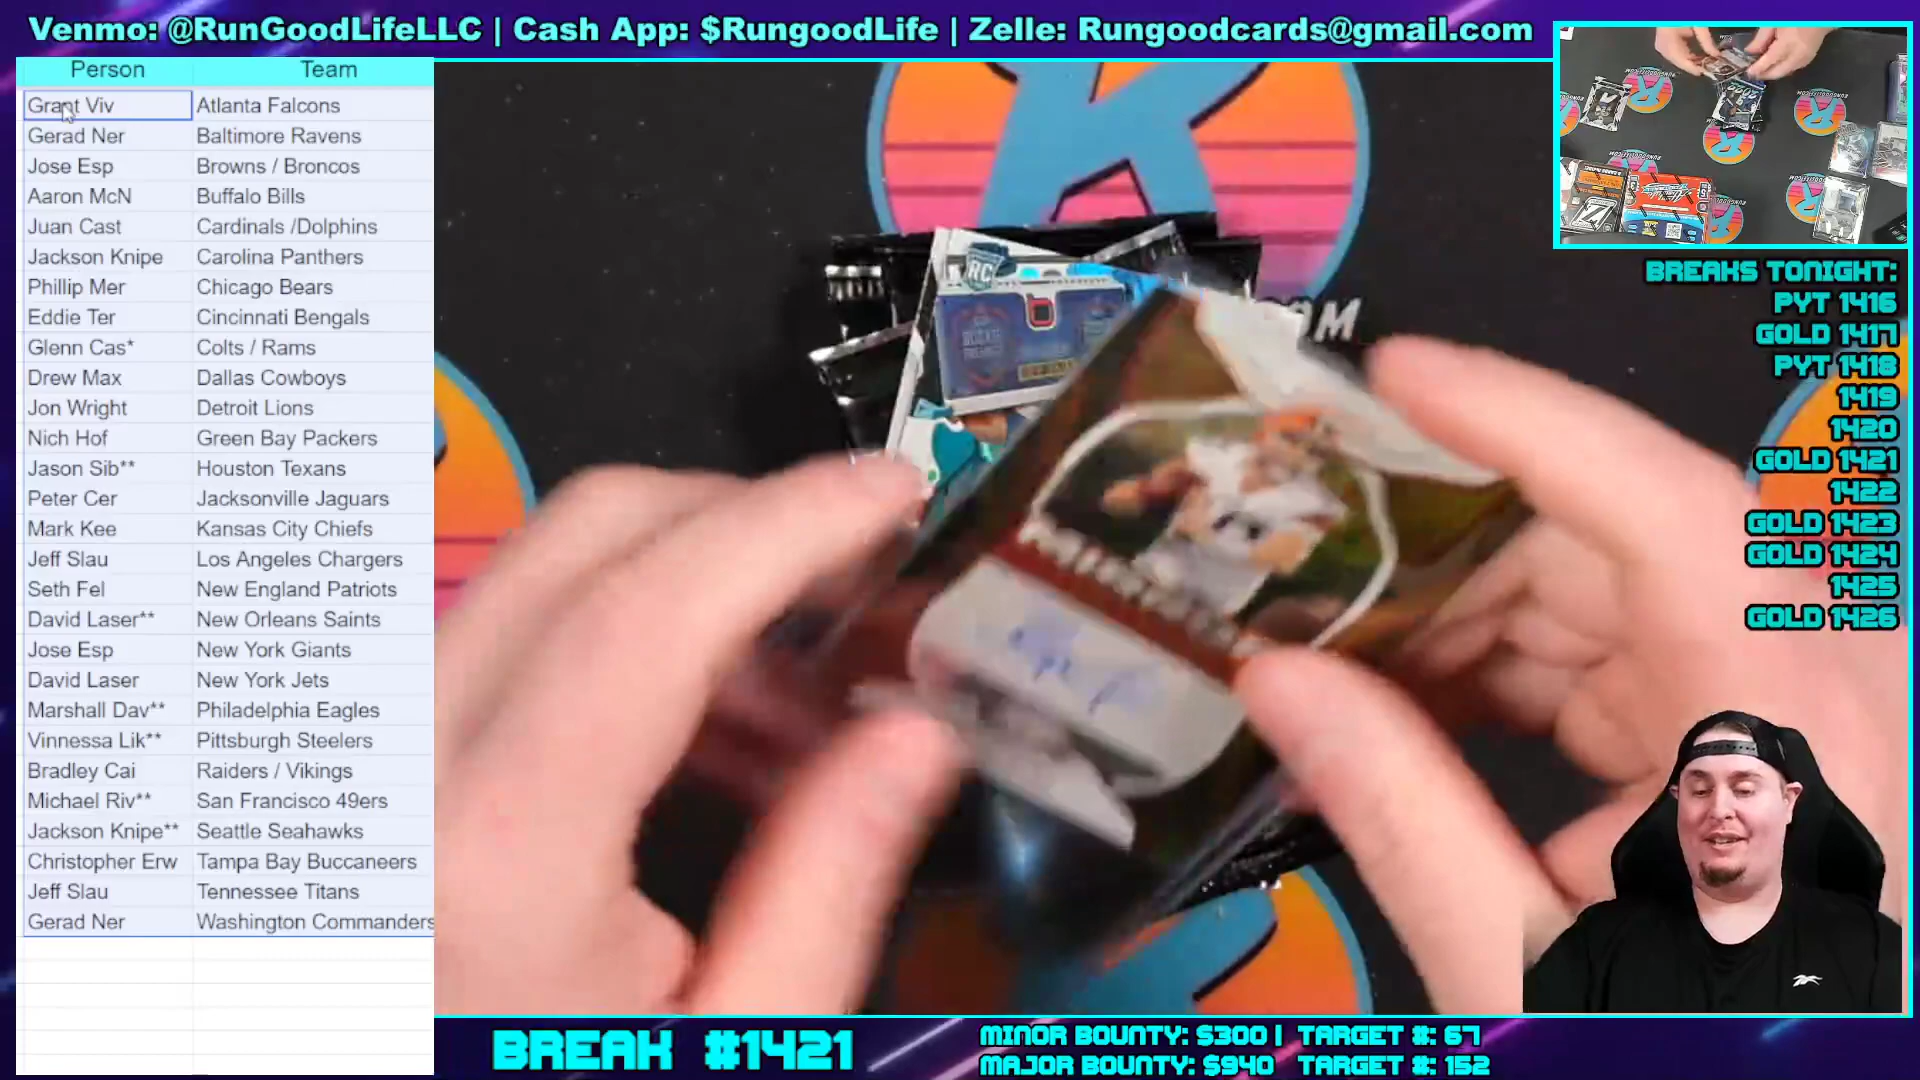 Venmo: @RunGoodLifeLLC | Cash App: $RungoodLife | Zelle: Rungoodcards@gmail.com
Person Team
Grant Viv Atlanta Falcons
Gerad Ner Baltimore Ravens
Jose Esp Browns / Broncos
Aaron McN Buffalo Bills
Juan Cast Cardinals /Dolphins
Jackson Knipe Carolina Panthers
Phillip Mer Chicago Bears
Eddie Ter Cincinnati Bengals
Glenn Cas* Colts / Rams
Drew Max Dallas Cowboys
Jon Wright Detroit Lions
Nich Hof Green Bay Packers
Jason Sib** Houston Texans
Peter Cer Jacksonville Jaguars
Mark Kee Kansas City Chiefs
Jeff Slau Los Angeles Chargers
Seth Fel New England Patriots
David Laser** New Orleans Saints
Jose Esp New York Giants
David Laser New York Jets
Marshall Dav** Philadelphia Eagles
Vinnessa Lik** Pittsburgh Steelers
Bradley Cai Raiders / Vikings
Michael Riv** San Francisco 49ers
Jackson Knipe** Seattle Seahawks
Christopher Erw Tampa Bay Buccaneers
Jeff Slau Tennessee Titans
Gerad Ner Washington Commanders
RC
BREAKS TONIGHT:
PYT 1416
GOLD 1417
PYT 1418
1419
1420
GOLD 1421
1422
GOLD 1423
GOLD 1424
1425
GOLD 1426
BREAK #1421
MINOR BOUNTY: $300 | TARGET #: 67
MAJOR BOUNTY: $940 TARGET #: 152